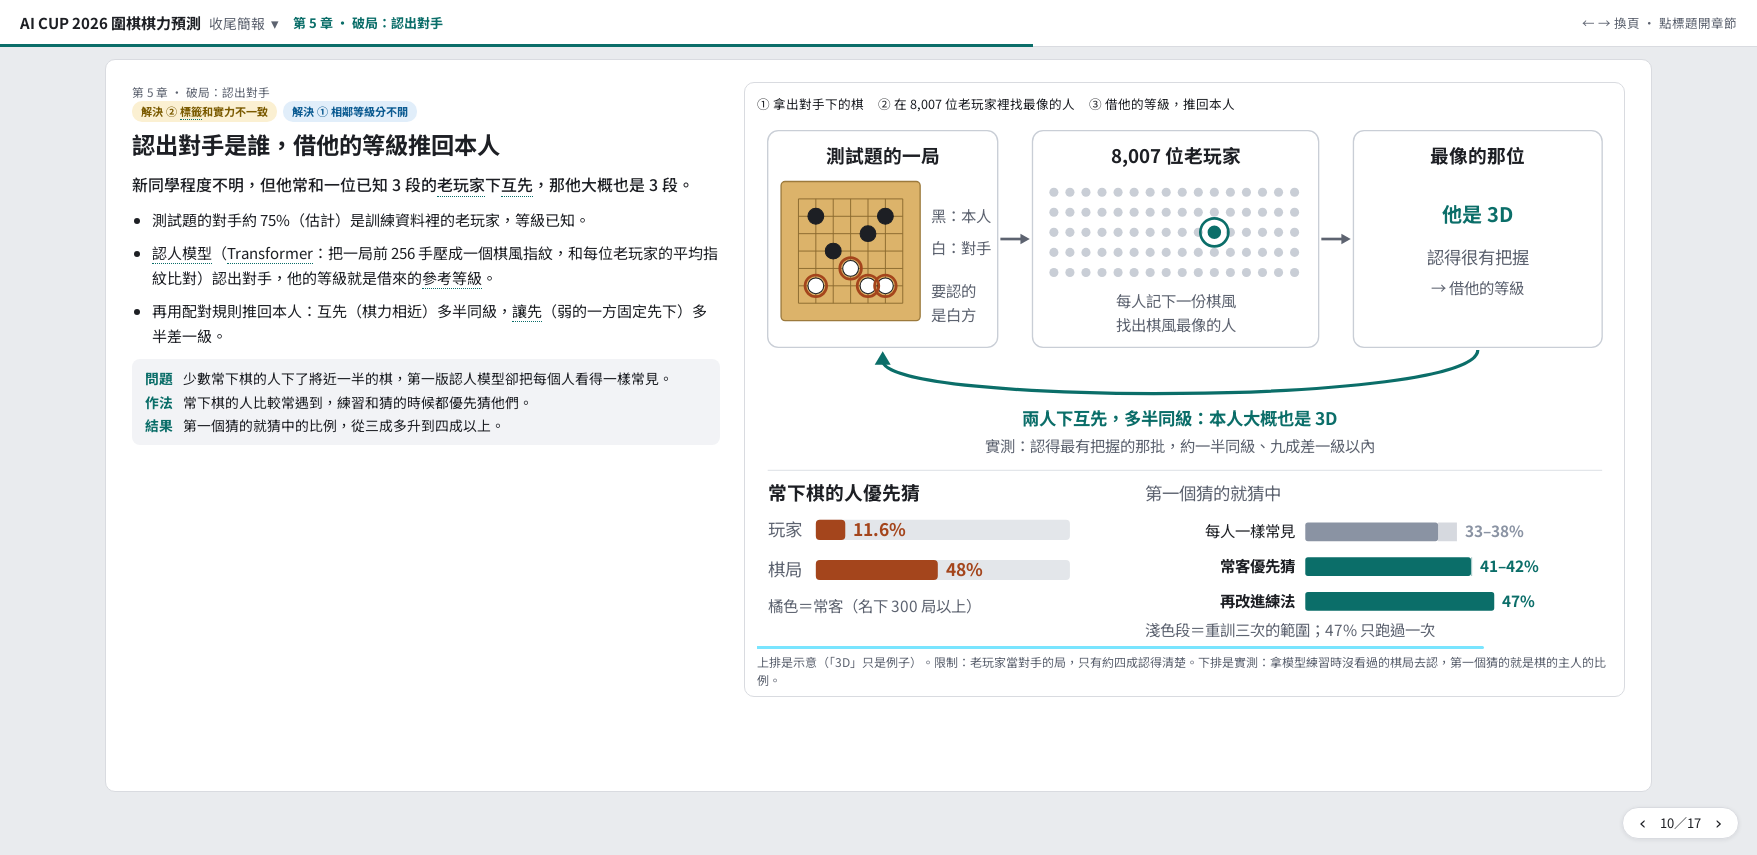 AI CUP 2026 圍棋棋力預測 收尾簡報 ▼ 第 5 章 · 破局：認出對手
← → 換頁 · 點標題開章節
第 5 章 · 破局：認出對手
解決 ② 標籤和實力不一致 解決 ① 相鄰等級分不開
認出對手是誰，借他的等級推回本人
新同學程度不明，但他常和一位已知 3 段的老玩家下互先，那他大概也是 3 段。
• 測試題的對手約 75%（估計）是訓練資料裡的老玩家，等級已知。
• 認人模型（Transformer：把一局前 256 手壓成一個棋風指紋，和每位老玩家的平均指
紋比對）認出對手，他的等級就是借來的參考等級。
• 再用配對規則推回本人：互先（棋力相近）多半同級，讓先（弱的一方固定先下）多
半差一級。
問題 少數常下棋的人下了將近一半的棋，第一版認人模型卻把每個人看得一樣常見。
作法 常下棋的人比較常遇到，練習和猜的時候都優先猜他們。
結果 第一個猜的就猜中的比例，從三成多升到四成以上。
① 拿出對手下的棋 ② 在 8,007 位老玩家裡找最像的人 ③ 借他的等級，推回本人
測試題的一局
黑：本人
白：對手
要認的
是白方
8,007 位老玩家
每人記下一份棋風
找出棋風最像的人
最像的那位
他是 3D
認得很有把握
→ 借他的等級
兩人下互先，多半同級：本人大概也是 3D
實測：認得最有把握的那批，約一半同級、九成差一級以內
常下棋的人優先猜
玩家 11.6%
棋局 48%
橘色＝常客（名下 300 局以上）
第一個猜的就猜中
每人一樣常見 33–38%
常客優先猜 41–42%
再改進練法 47%
淺色段＝重訓三次的範圍；47% 只跑過一次
上排是示意（「3D」只是例子）。限制：老玩家當對手的局，只有約四成認得清楚。下排是實測：拿模型練習時沒看過的棋局去認，第一個猜的就是棋的主人的比
例。
‹ 10／17 ›